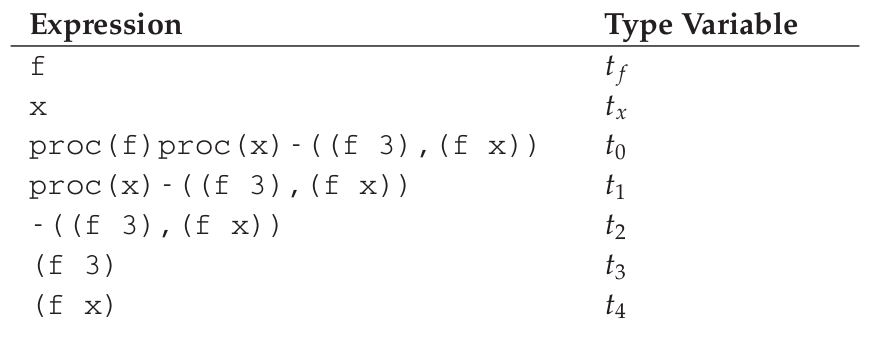 Expression Type Variable
f t_f
x t_x
proc(f)proc(x)-((f 3),(f x)) t_0
proc(x)-((f 3),(f x)) t_1
-((f 3),(f x)) t_2
(f 3) t_3
(f x) t_4